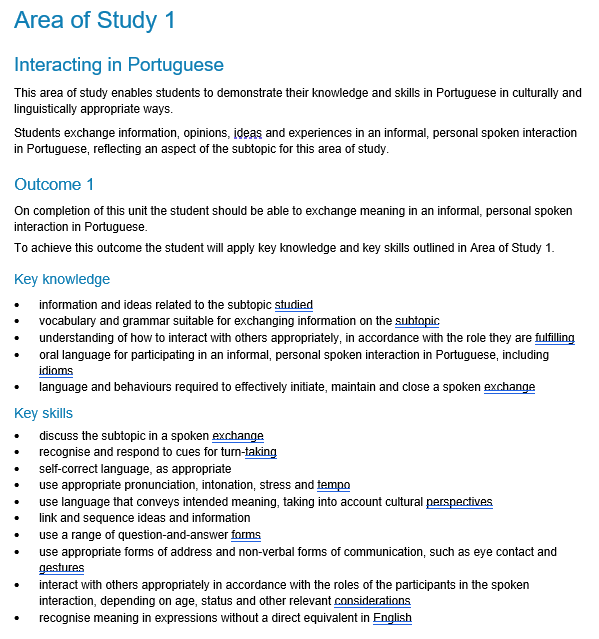 Area of Study 1
Interacting in Portuguese
This area of study enables students to demonstrate their knowledge and skills in Portuguese in culturally and
linguistically appropriate ways.
Students exchange information, opinions, ideas and experiences in an informal, personal spoken interaction
in Portuguese, reflecting an aspect of the subtopic for this area of study.
Outcome 1
On completion of this unit the student should be able to exchange meaning in an informal, personal spoken
interaction in Portuguese.
To achieve this outcome the student will apply key knowledge and key skills outlined in Area of Study 1.
Key knowledge
• information and ideas related to the subtopic studied
• vocabulary and grammar suitable for exchanging information on the subtopic
• understanding of how to interact with others appropriately, in accordance with the role they are fulfilling
• oral language for participating in an informal, personal spoken interaction in Portuguese, including
idioms
• language and behaviours required to effectively initiate, maintain and close a spoken exchange
Key skills
• discuss the subtopic in a spoken exchange
• recognise and respond to cues for turn-taking
• self-correct language, as appropriate
• use appropriate pronunciation, intonation, stress and tempo
• use language that conveys intended meaning, taking into account cultural perspectives
• link and sequence ideas and information
• use a range of question-and-answer forms
• use appropriate forms of address and non-verbal forms of communication, such as eye contact and
gestures
• interact with others appropriately in accordance with the roles of the participants in the spoken
interaction, depending on age, status and other relevant considerations
• recognise meaning in expressions without a direct equivalent in English